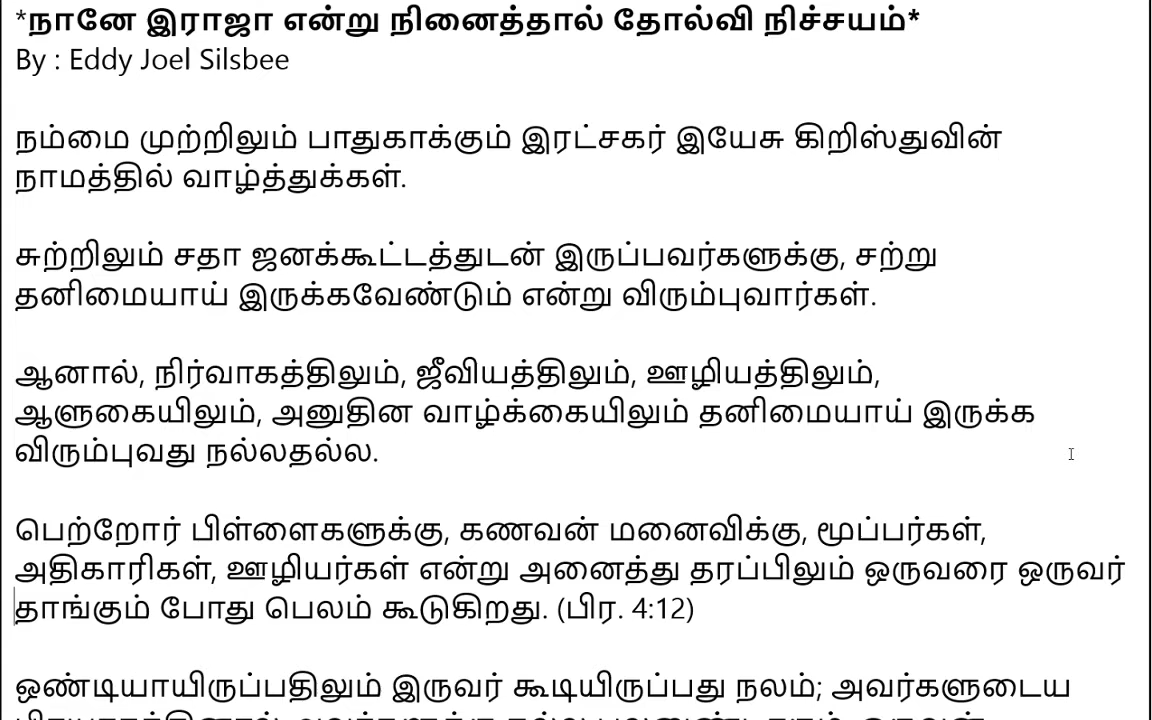 *நானே இராஜா என்று நினைத்தால் தோல்வி நிச்சயம்*
By : Eddy Joel Silsbee
நம்மை முற்றிலும் பாதுகாக்கும் இரட்சகர் இயேசு கிறிஸ்துவின்
நாமத்தில் வாழ்த்துக்கள்.
சுற்றிலும் சதா ஜனக்கூட்டத்துடன் இருப்பவர்களுக்கு, சற்று
தனிமையாய் இருக்கவேண்டும் என்று விரும்புவார்கள்.
ஆனால், நிர்வாகத்திலும், ஜீவியத்திலும், ஊழியத்திலும்,
ஆளுகையிலும், அனுதின வாழ்க்கையிலும் தனிமையாய் இருக்க
விரும்புவது நல்லதல்ல.
பெற்றோர் பிள்ளைகளுக்கு, கணவன் மனைவிக்கு, மூப்பர்கள்,
அதிகாரிகள், ஊழியர்கள் என்று அனைத்து தரப்பிலும் ஒருவரை ஒருவர்
தாங்கும் போது பெலம் கூடுகிறது. (பிர. 4:12)
ஒண்டியாயிருப்பதிலும் இருவர் கூடியிருப்பது நலம்; அவர்களுடைய